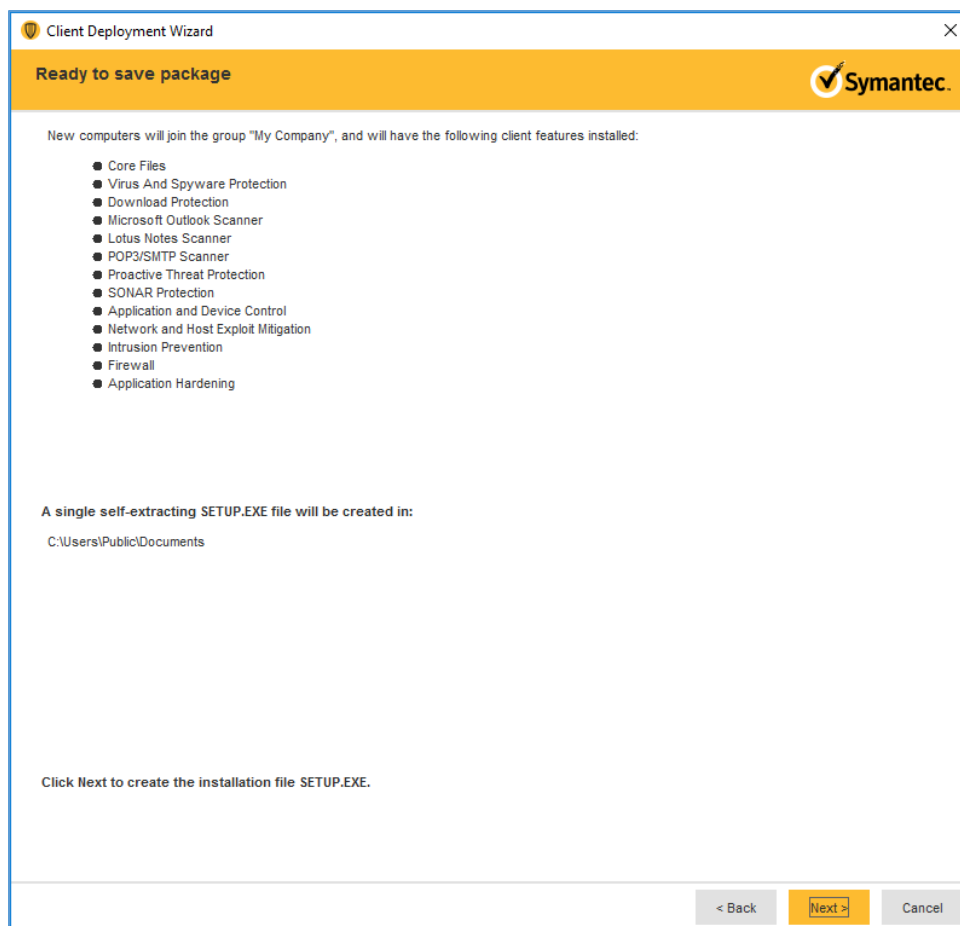 Client Deployment Wizard
Ready to save package
Symantec.
New computers will join the group "My Company", and will have the following client features installed:
Core Files
Virus And Spyware Protection
Download Protection
Microsoft Outlook Scanner
Lotus Notes Scanner
POP3/SMTP Scanner
Proactive Threat Protection
SONAR Protection
Application and Device Control
Network and Host Exploit Mitigation
Intrusion Prevention
Firewall
Application Hardening
A single self-extracting SETUP.EXE file will be created in:
C:\Users\Public\Documents
Click Next to create the installation file SETUP.EXE.
< Back Next > Cancel